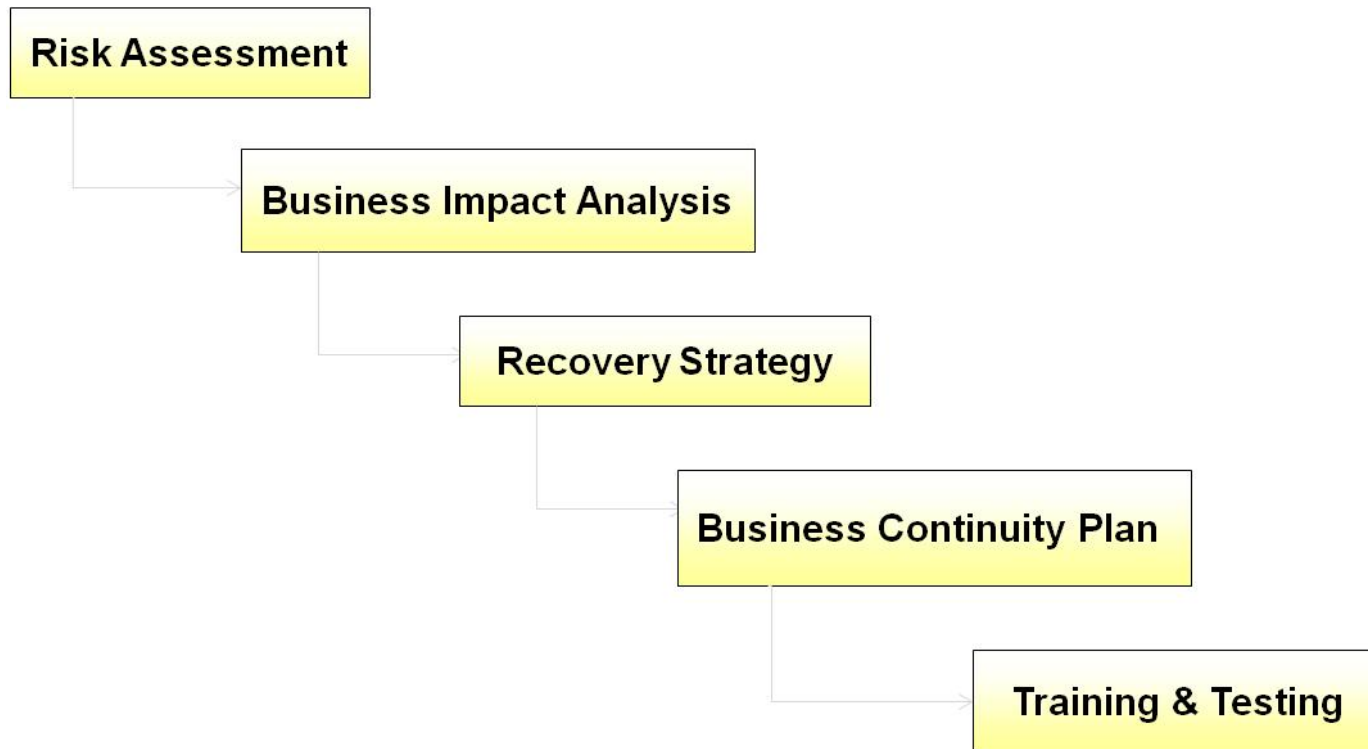 Risk Assessment
Business Impact Analysis
Recovery Strategy
Business Continuity Plan
Training & Testing